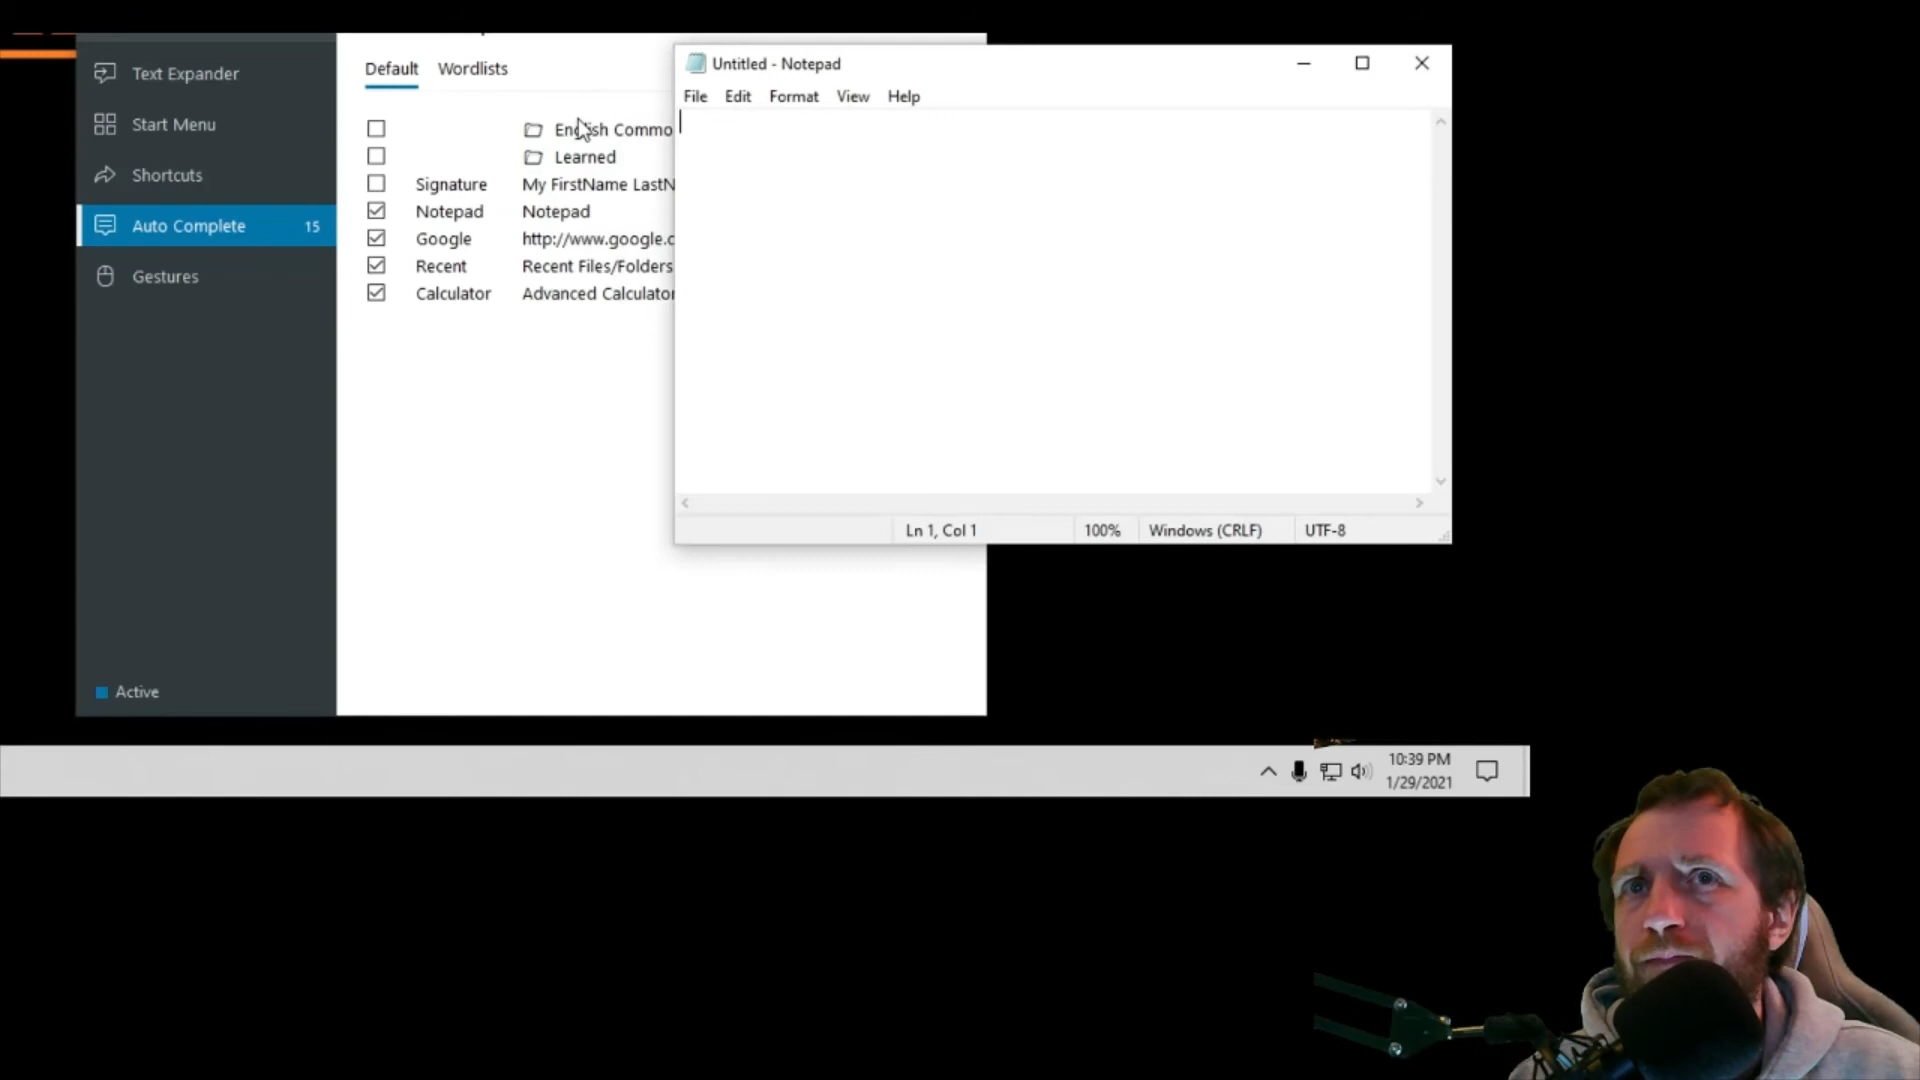 Text Expander
Start Menu
Shortcuts
Auto Complete 15
Gestures
Active
Default Wordlists
English Commo
Learned
Signature My FirstName LastN
Notepad Notepad
Google http://www.google.c
Recent Recent Files/Folders
Calculator Advanced Calculator
Untitled - Notepad
File Edit Format View Help
Ln 1, Col 1 100% Windows (CRLF) UTF-8
10:39 PM
1/29/2021